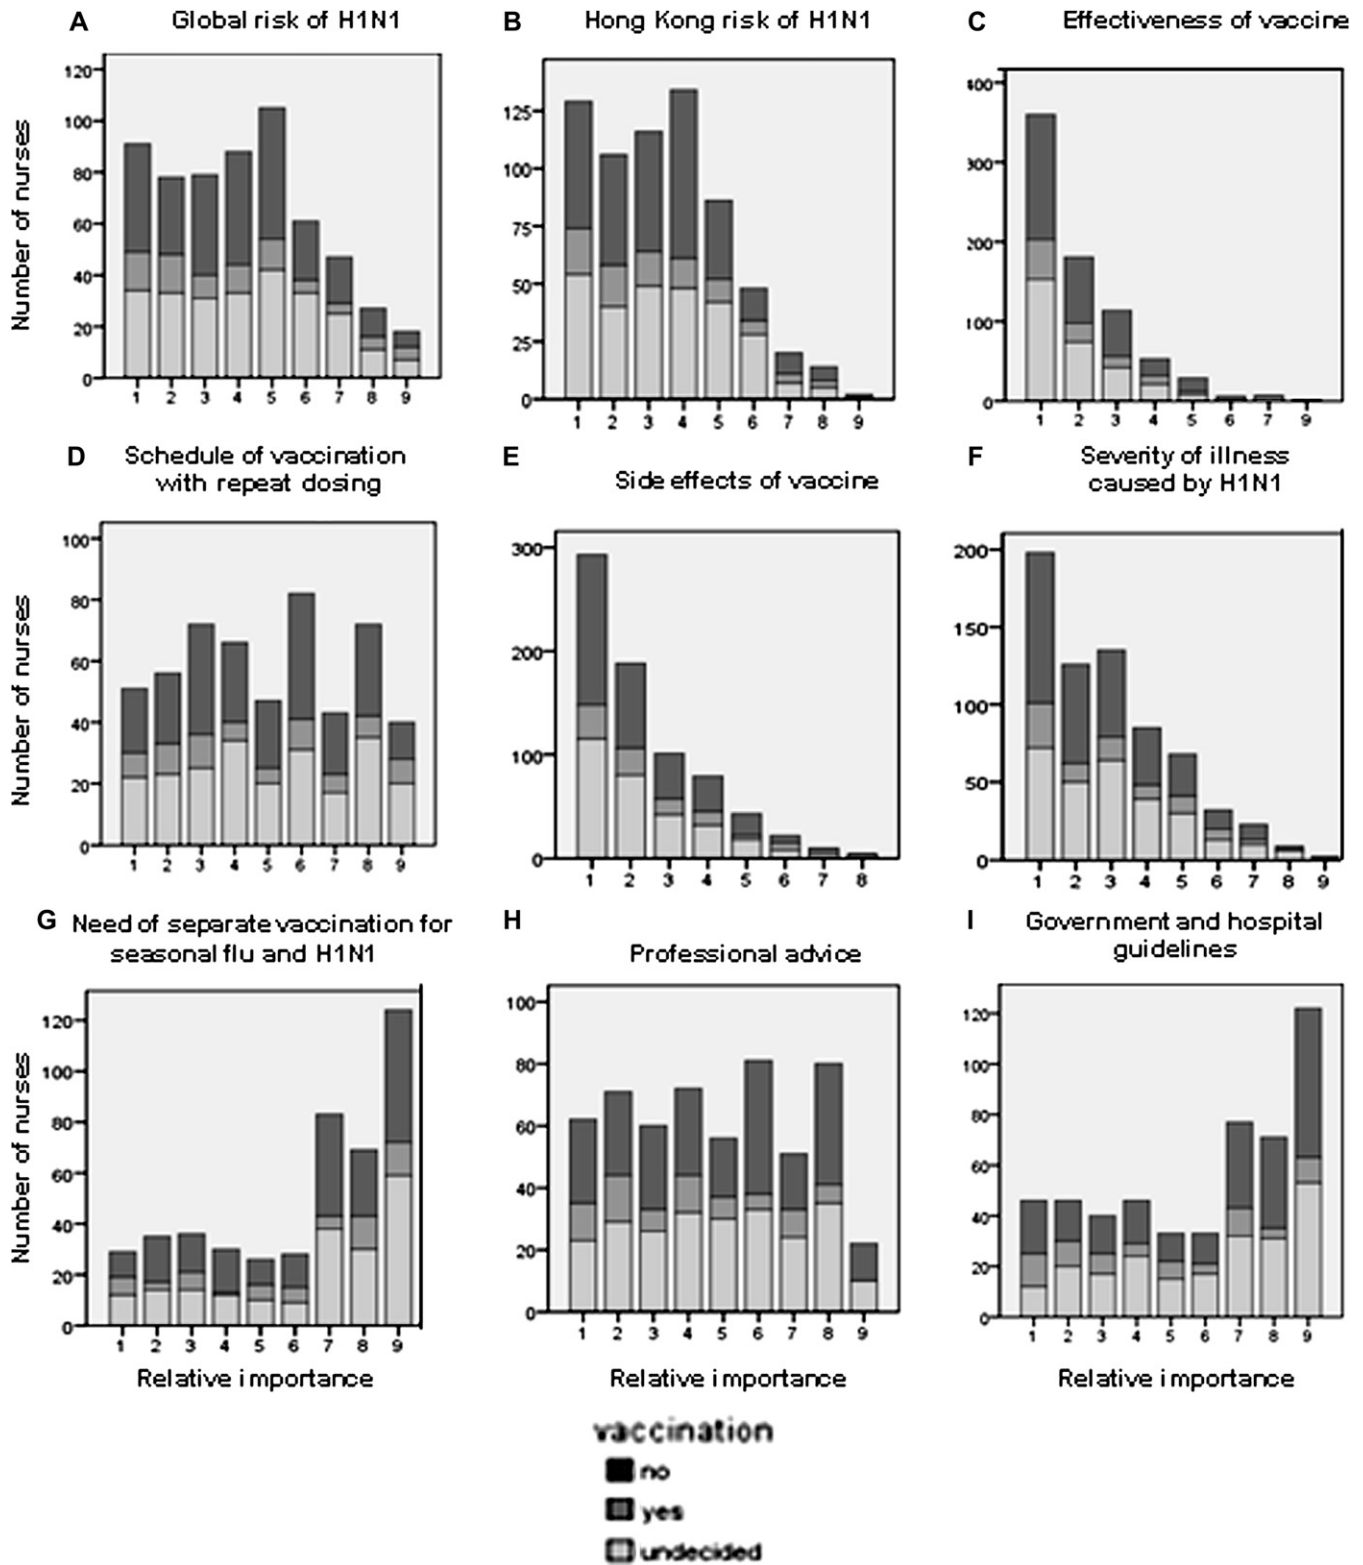 A Global risk of H1N1
B Hong Kong risk of H1N1
C Effectiveness of vaccine
Number of nurses
120
100
80
60
40
20
0
1 2 3 4 5 6 7 8 9
125
100
75
50
25
0
1 2 3 4 5 6 7 8 9
400
300
200
100
0
1 2 3 4 5 6 7 8 9
D Schedule of vaccination
with repeat dosing
E Side effects of vaccine
F Severity of illness
caused by H1N1
Number of nurses
100
80
60
40
20
0
1 2 3 4 5 6 7 8 9
300
200
100
0
1 2 3 4 5 6 7 8
200
150
100
50
0
1 2 3 4 5 6 7 8 9
G Need of separate vaccination for
seasonal flu and H1N1
H Professional advice
I Government and hospital
guidelines
Number of nurses
120
100
80
60
40
20
0
1 2 3 4 5 6 7 8 9
Relative importance
100
80
60
40
20
0
1 2 3 4 5 6 7 8 9
Relative importance
120
100
80
60
40
20
0
1 2 3 4 5 6 7 8 9
Relative importance
vaccination
no
yes
undecided